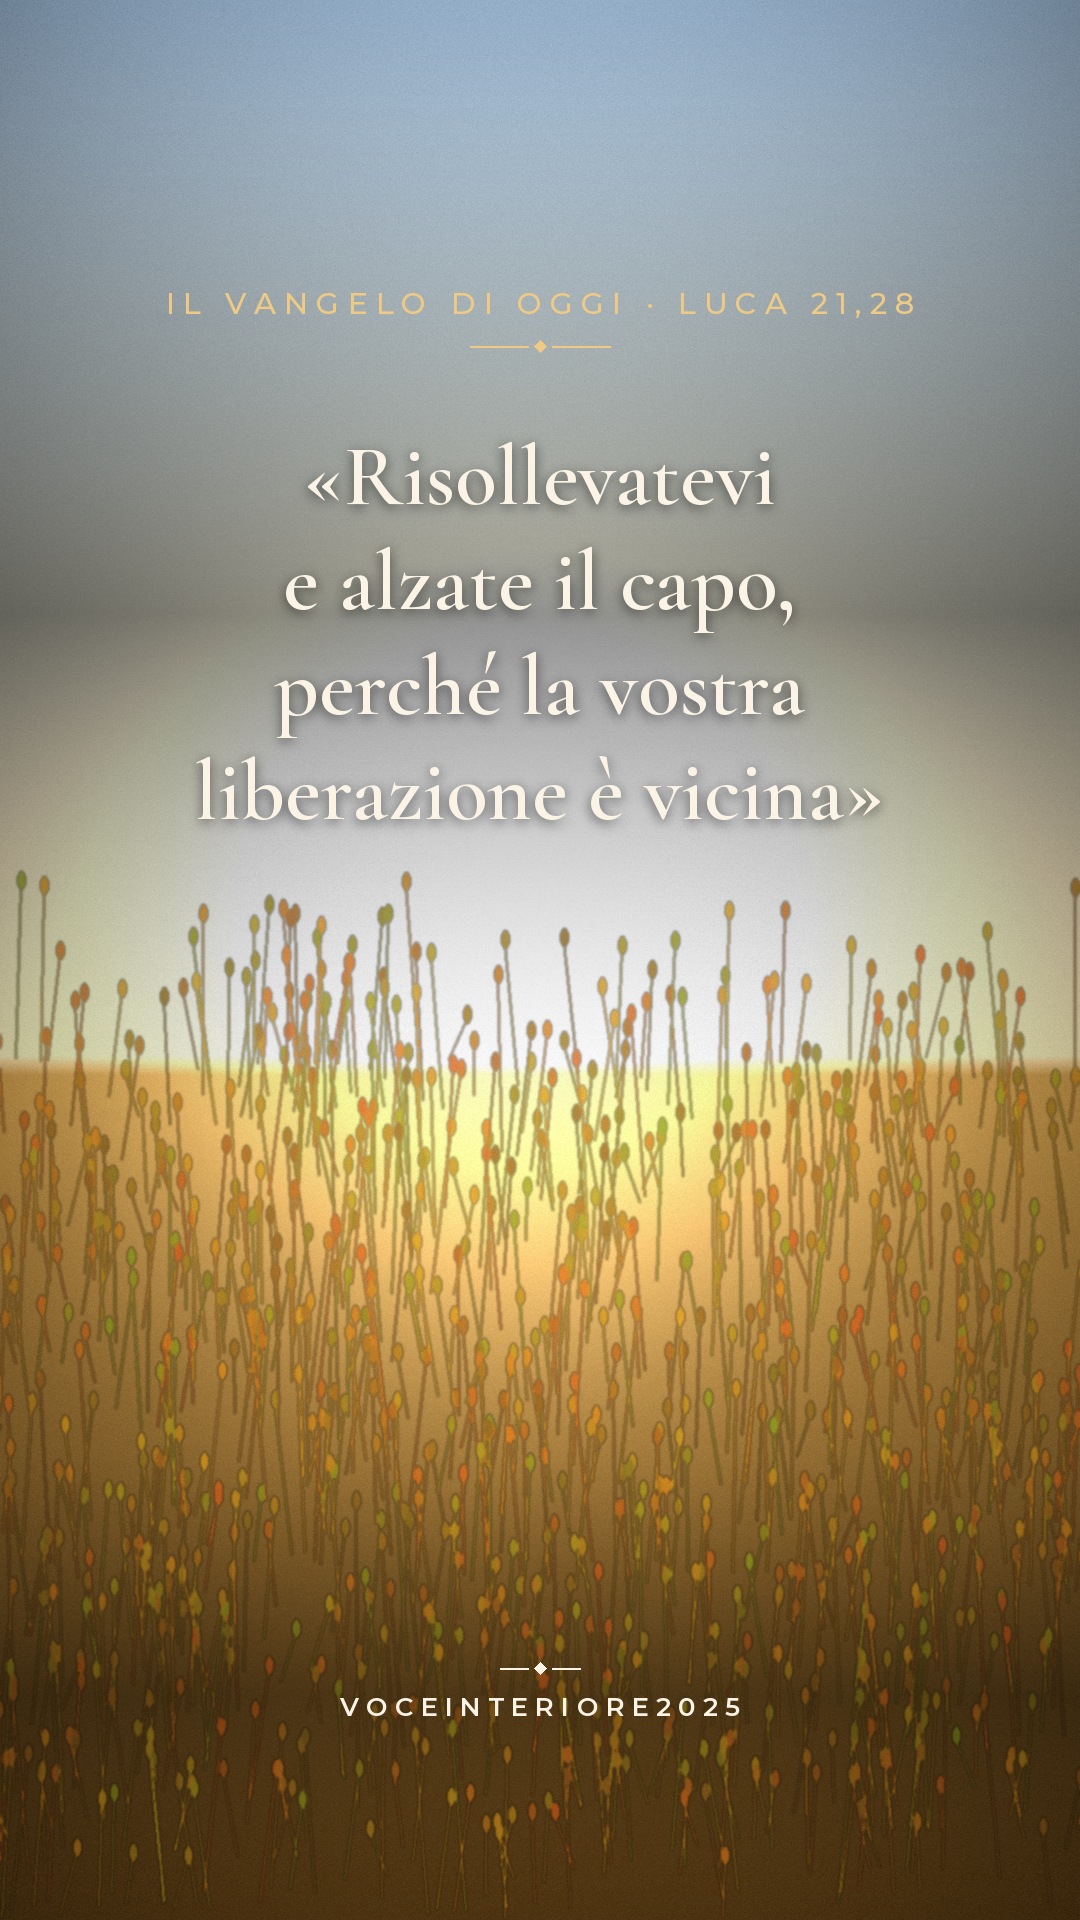 IL VANGELO DI OGGI · LUCA 21,28
«Risollevatevi
e alzate il capo,
perché la vostra
liberazione è vicina»
VOCEINTERIORE2025